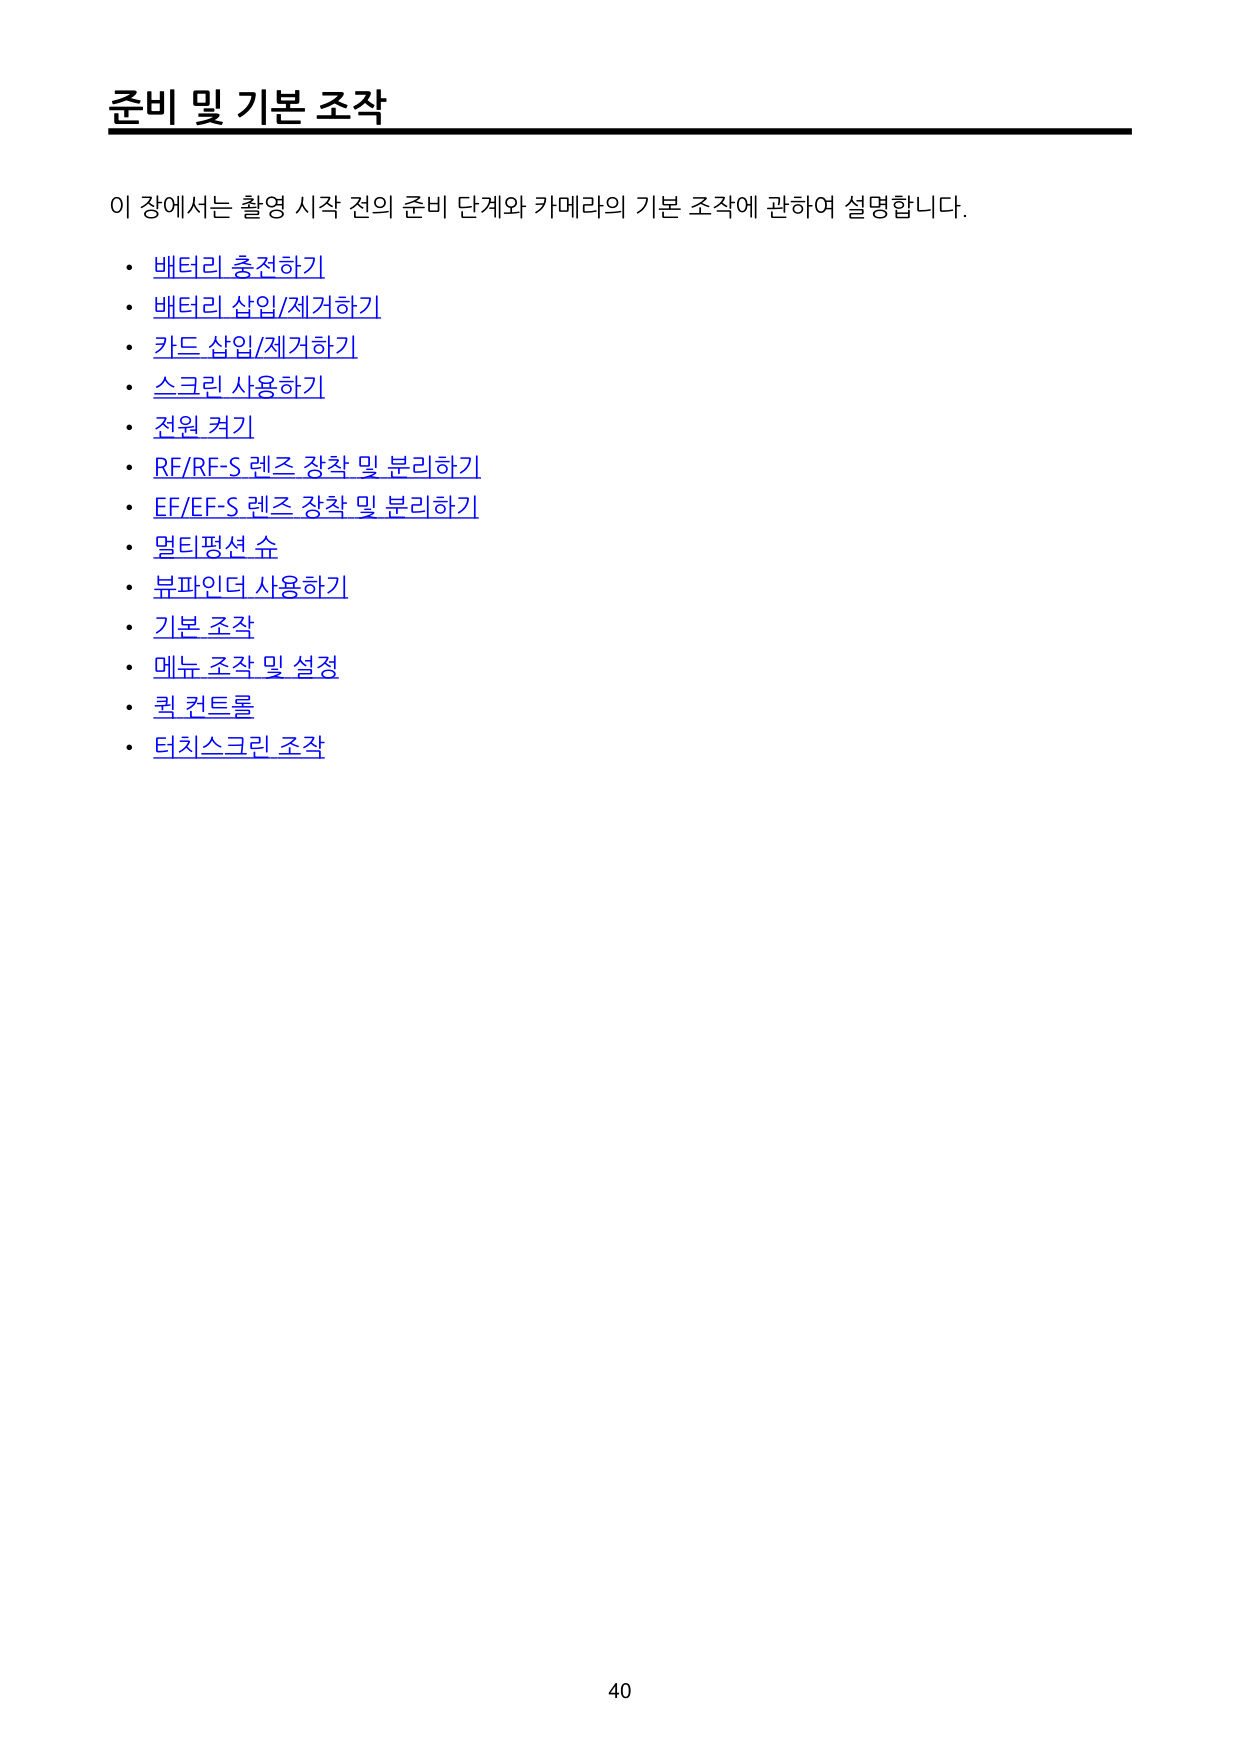 준비 및 기본 조작
이 장에서는 촬영 시작 전의 준비 단계와 카메라의 기본 조작에 관하여 설명합니다.
• 배터리 충전하기
• 배터리 삽입/제거하기
• 카드 삽입/제거하기
• 스크린 사용하기
• 전원 켜기
• RF/RF-S 렌즈 장착 및 분리하기
• EF/EF-S 렌즈 장착 및 분리하기
• 멀티펑션 슈
• 뷰파인더 사용하기
• 기본 조작
• 메뉴 조작 및 설정
• 퀵 컨트롤
• 터치스크린 조작
40